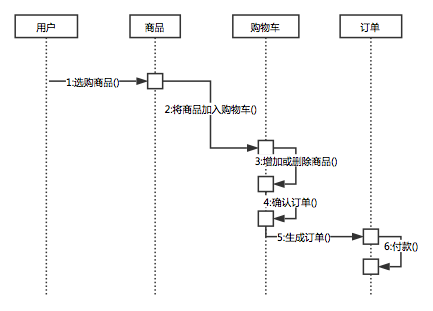 用户
商品
购物车
订单
1:选购商品()
2:将商品加入购物车()
3:增加或删除商品()
4:确认订单()
5:生成订单()
6:付款()